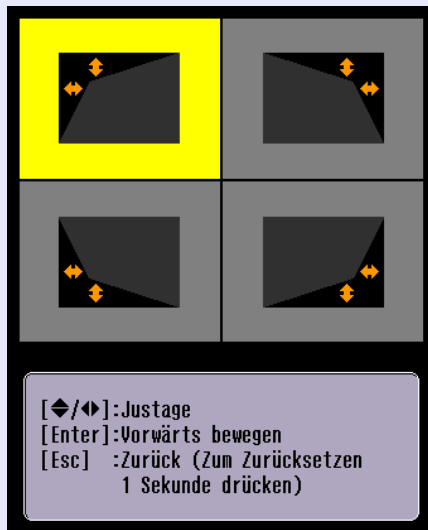 [◆/◆]:Justage
[Enter]:Vorwärts bewegen
[Esc] :Zurück (Zum Zurücksetzen
1 Sekunde drücken)